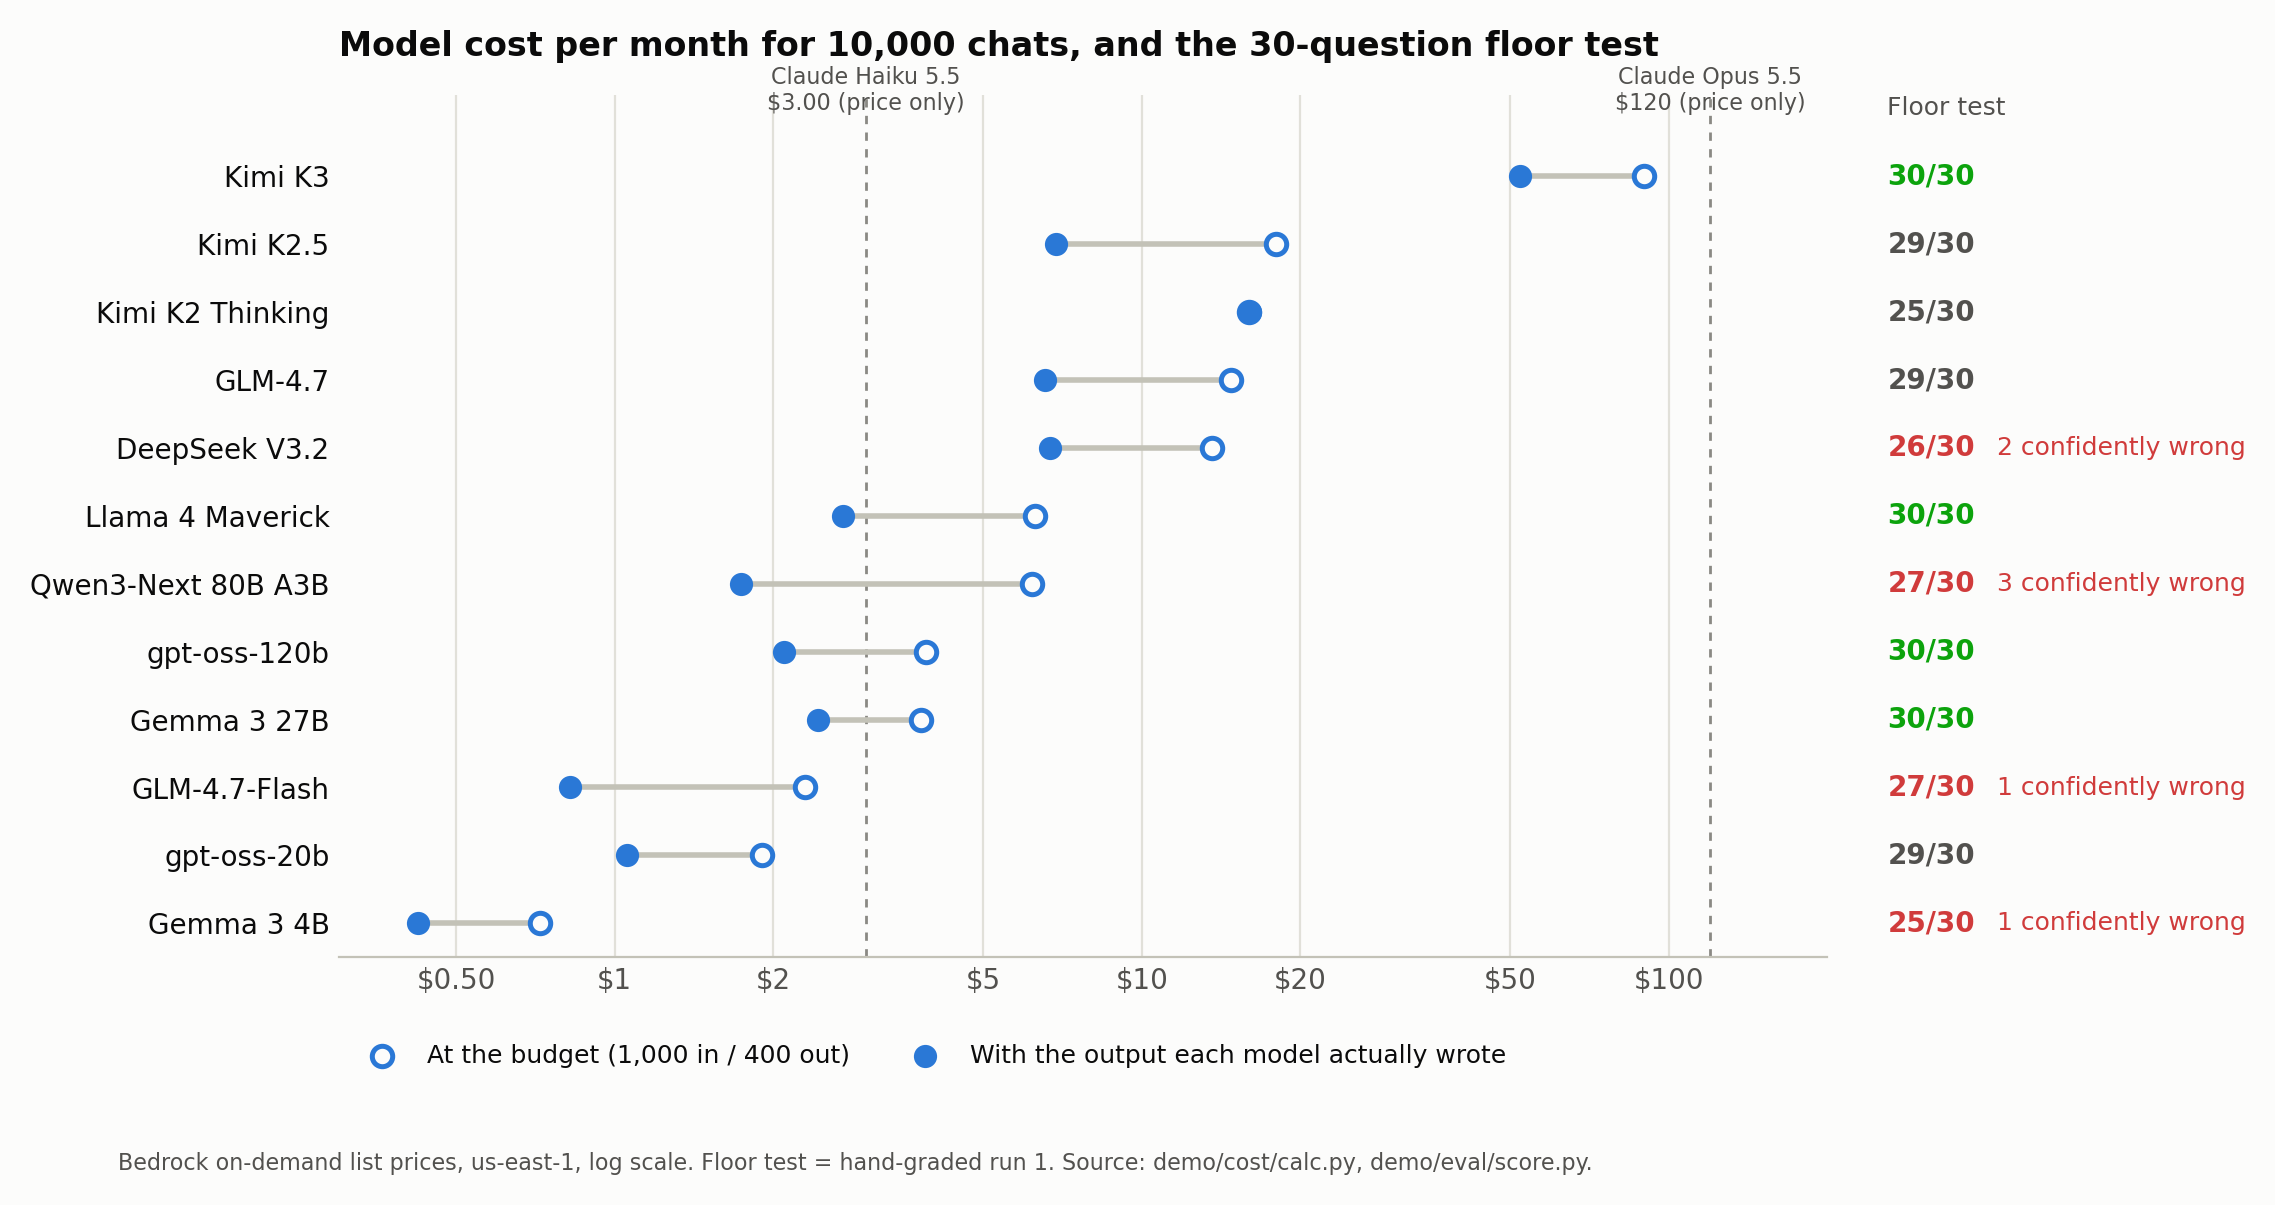 Model cost per month for 10,000 chats, and the 30-question floor test
Claude Haiku 5.5
$3.00 (price only)
Claude Opus 5.5
$120 (price only)
Floor test
Kimi K3
30/30
Kimi K2.5
29/30
Kimi K2 Thinking
25/30
GLM-4.7
29/30
DeepSeek V3.2
26/30 2 confidently wrong
Llama 4 Maverick
30/30
Qwen3-Next 80B A3B
27/30 3 confidently wrong
gpt-oss-120b
30/30
Gemma 3 27B
30/30
GLM-4.7-Flash
27/30 1 confidently wrong
gpt-oss-20b
29/30
Gemma 3 4B
25/30 1 confidently wrong
$0.50 $1 $2 $5 $10 $20 $50 $100
At the budget (1,000 in / 400 out)
With the output each model actually wrote
Bedrock on-demand list prices, us-east-1, log scale. Floor test = hand-graded run 1. Source: demo/cost/calc.py, demo/eval/score.py.